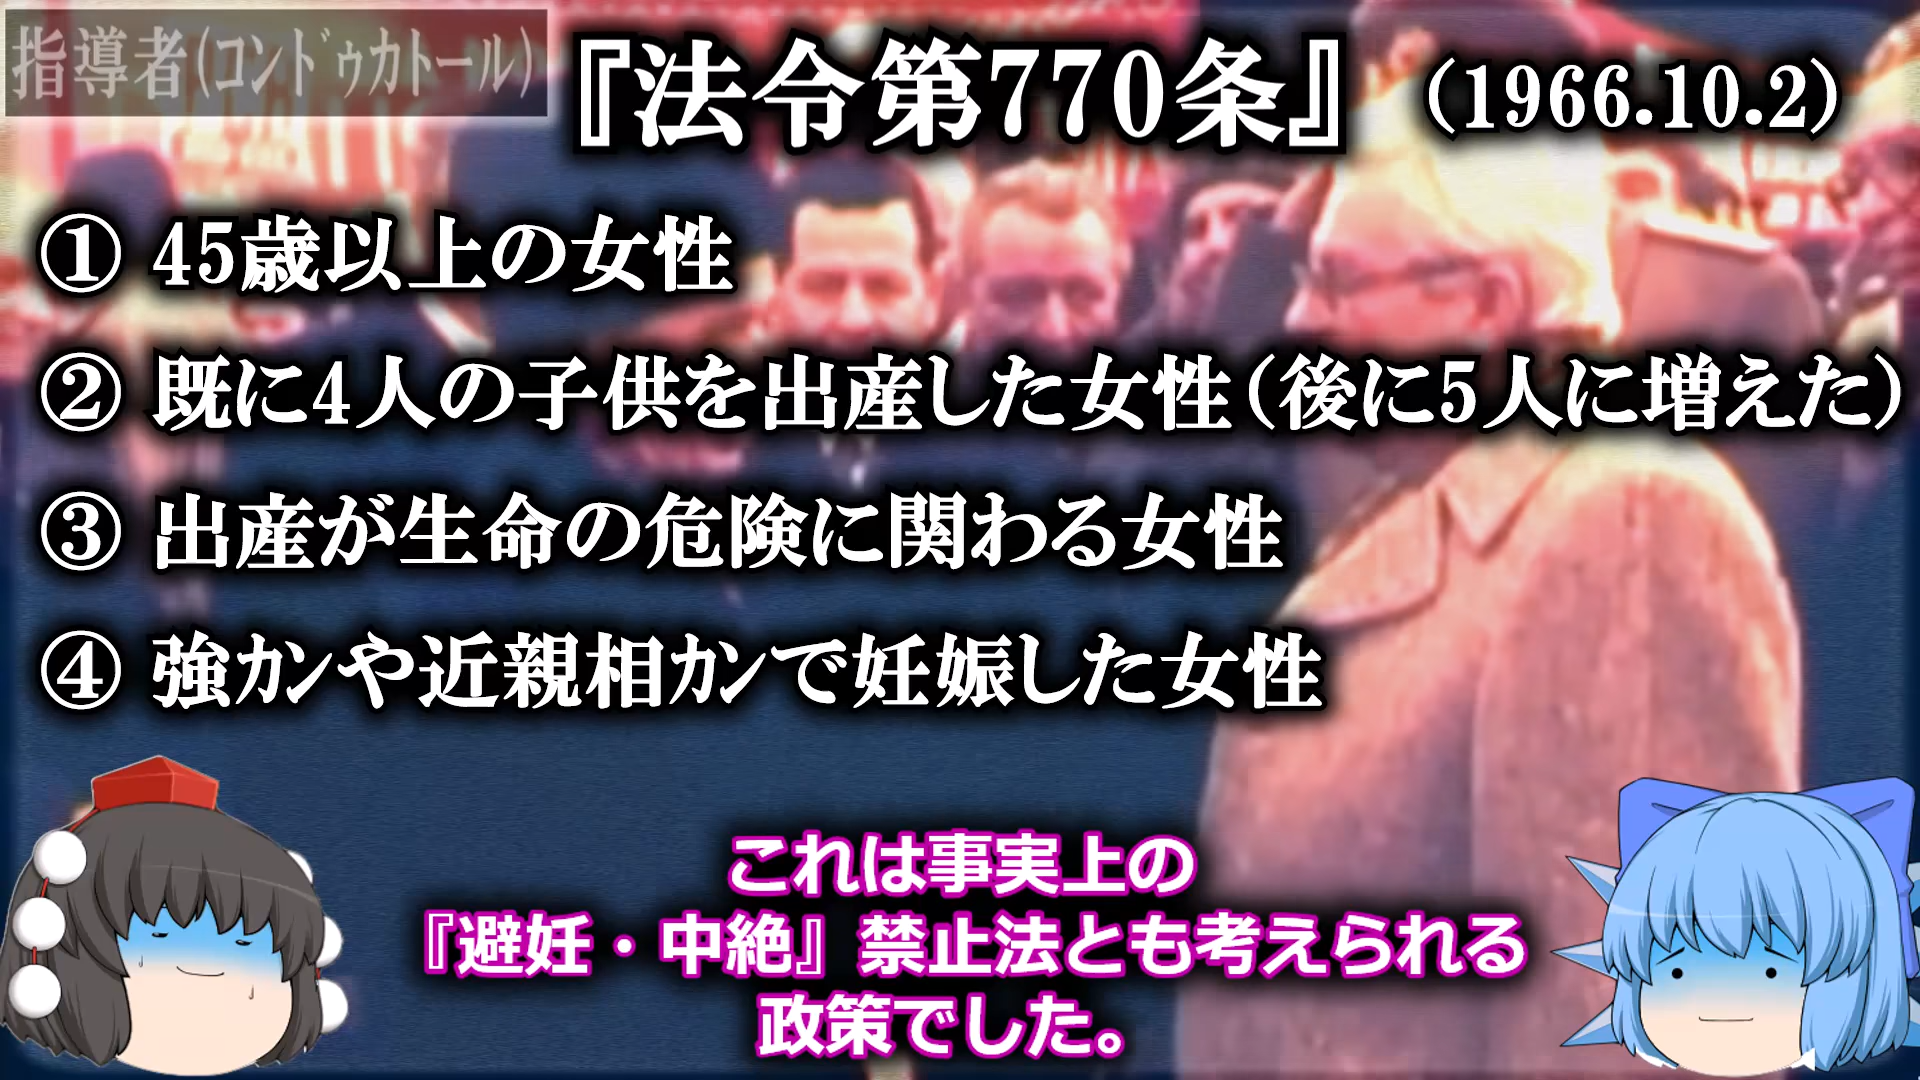 指導者(コンドゥカトール)
『法令第770条』 (1966.10.2)
① 45歳以上の女性
② 既に4人の子供を出産した女性(後に5人に増えた)
③ 出産が生命の危険に関わる女性
④ 強ｶﾝや近親相ｶﾝで妊娠した女性
これは事実上の
『避妊・中絶』禁止法とも考えられる
政策でした。